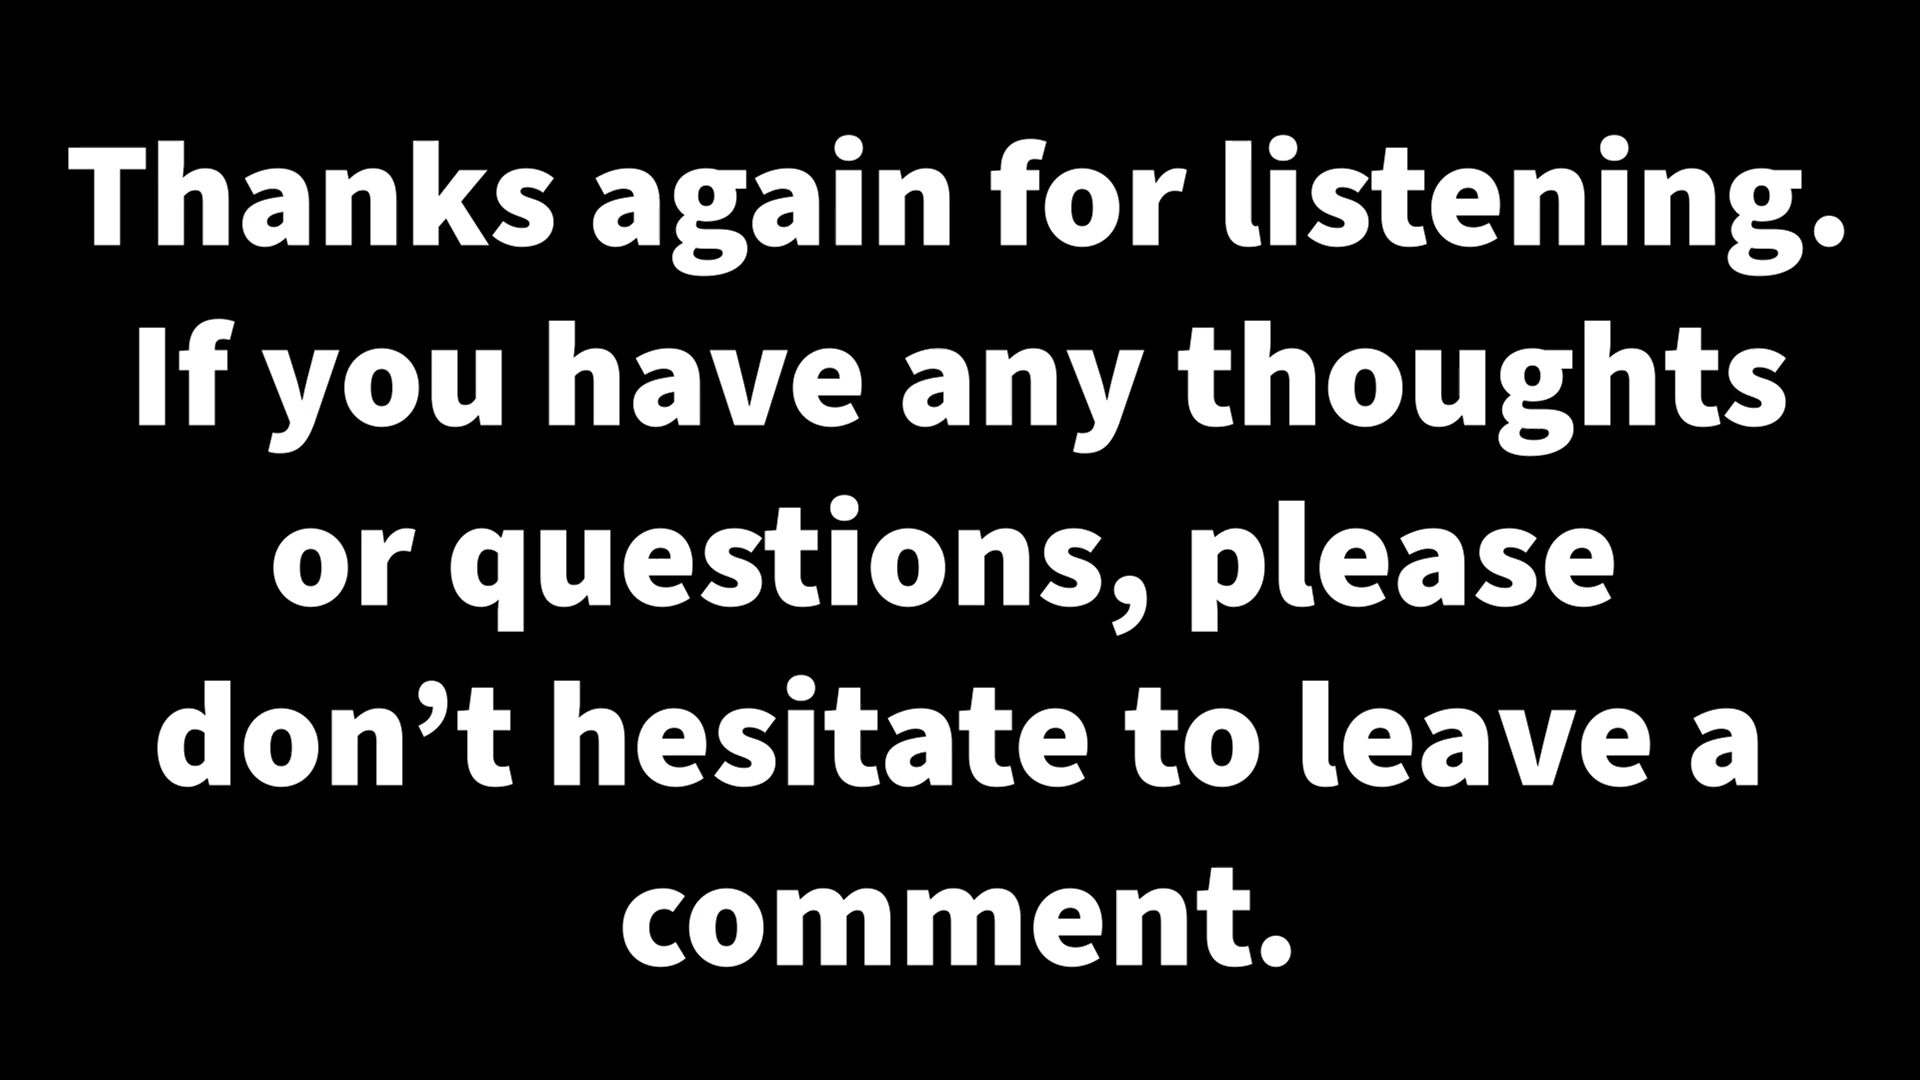 Thanks again for listening.
If you have any thoughts
or questions, please
don’t hesitate to leave a
comment.